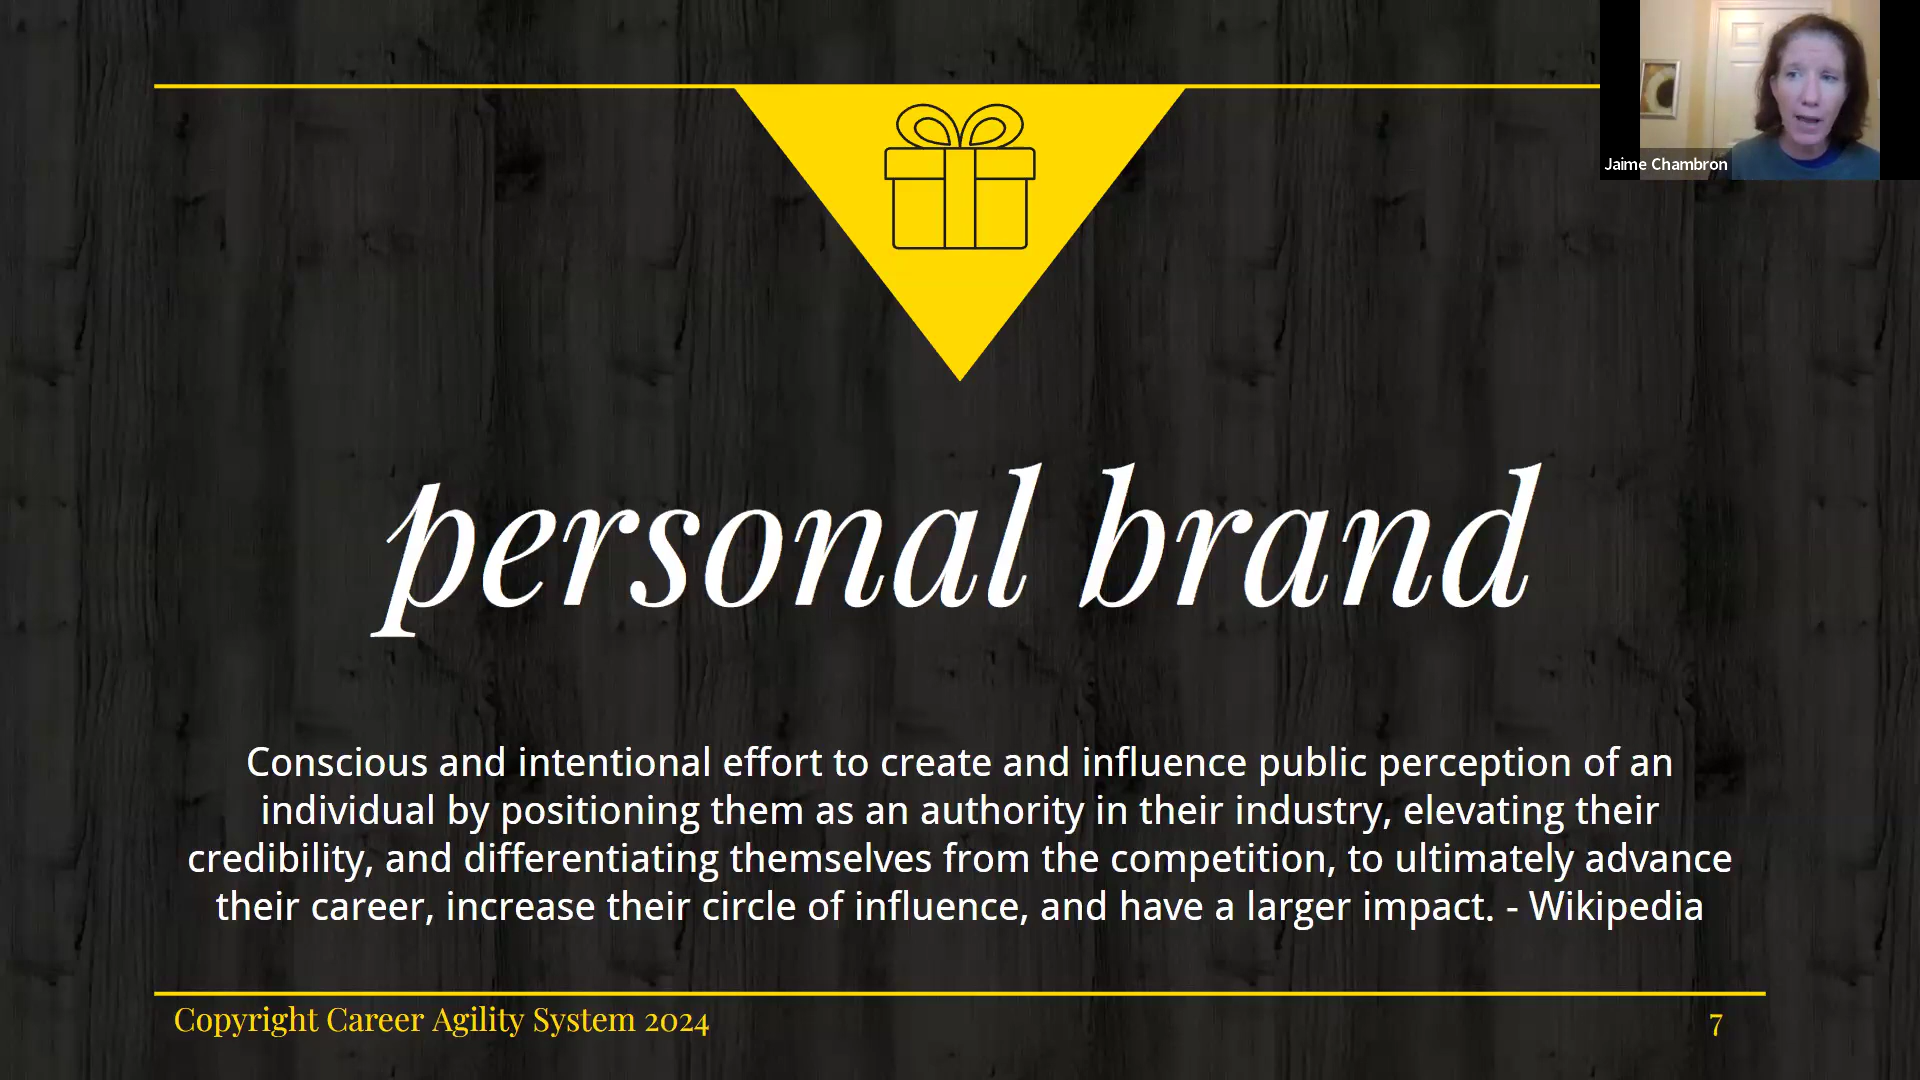 Jaime Chambron
personal brand
Conscious and intentional effort to create and influence public perception of an
individual by positioning them as an authority in their industry, elevating their
credibility, and differentiating themselves from the competition, to ultimately advance
their career, increase their circle of influence, and have a larger impact. - Wikipedia
Copyright Career Agility System 2024
7